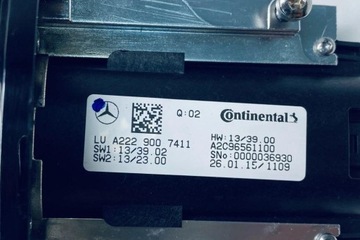 Q:02
Continental
LU A222 900 7411
SW1:13/39.02
SW2:13/23.00
HW:13/39.00
A2C96561100
SNo:0000036930
26.01.15/1109